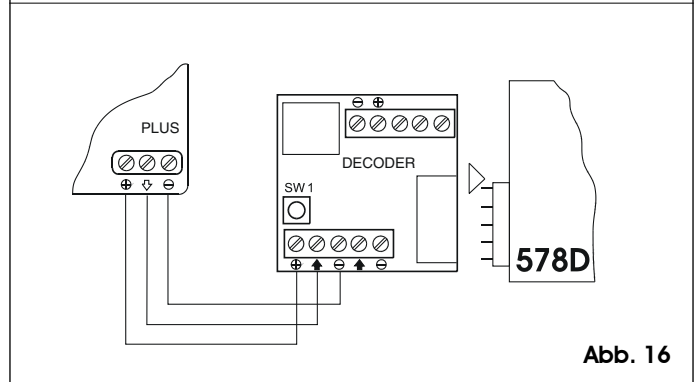 PLUS
⊕ ⇩ ⊖
⊖ ⊕
DECODER
SW 1
⊕ ⬆ ⊖ ⬆ ⊖
578D
Abb. 16